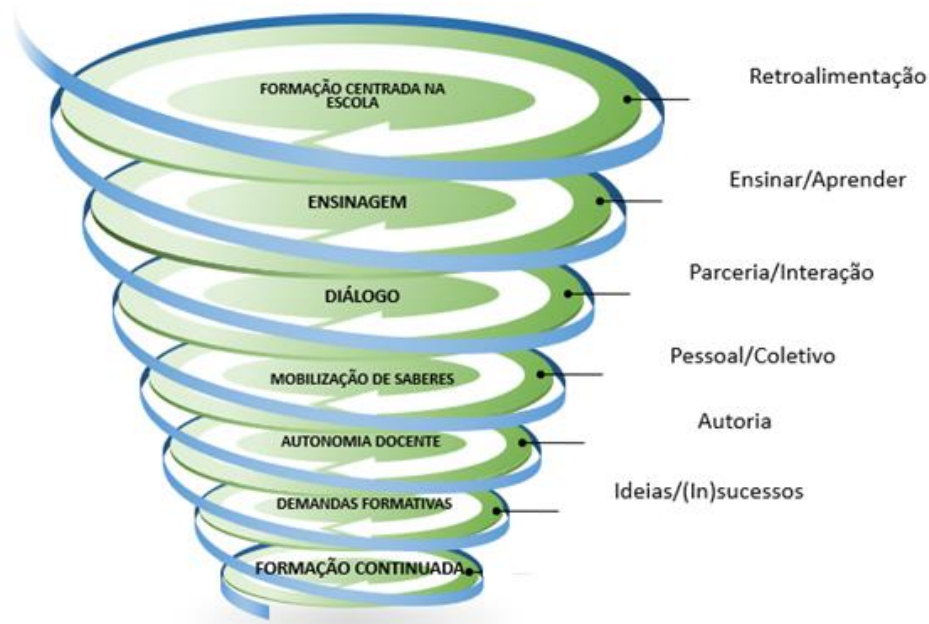 FORMAÇÃO CENTRADA NA
ESCOLA
Retroalimentação
ENSINAGEM
Ensinar/Aprender
DIÁLOGO
Parceria/Interação
MOBILIZAÇÃO DE SABERES
Pessoal/Coletivo
AUTONOMIA DOCENTE
Autoria
DEMANDAS FORMATIVAS
Ideias/(In)sucessos
FORMAÇÃO CONTINUADA